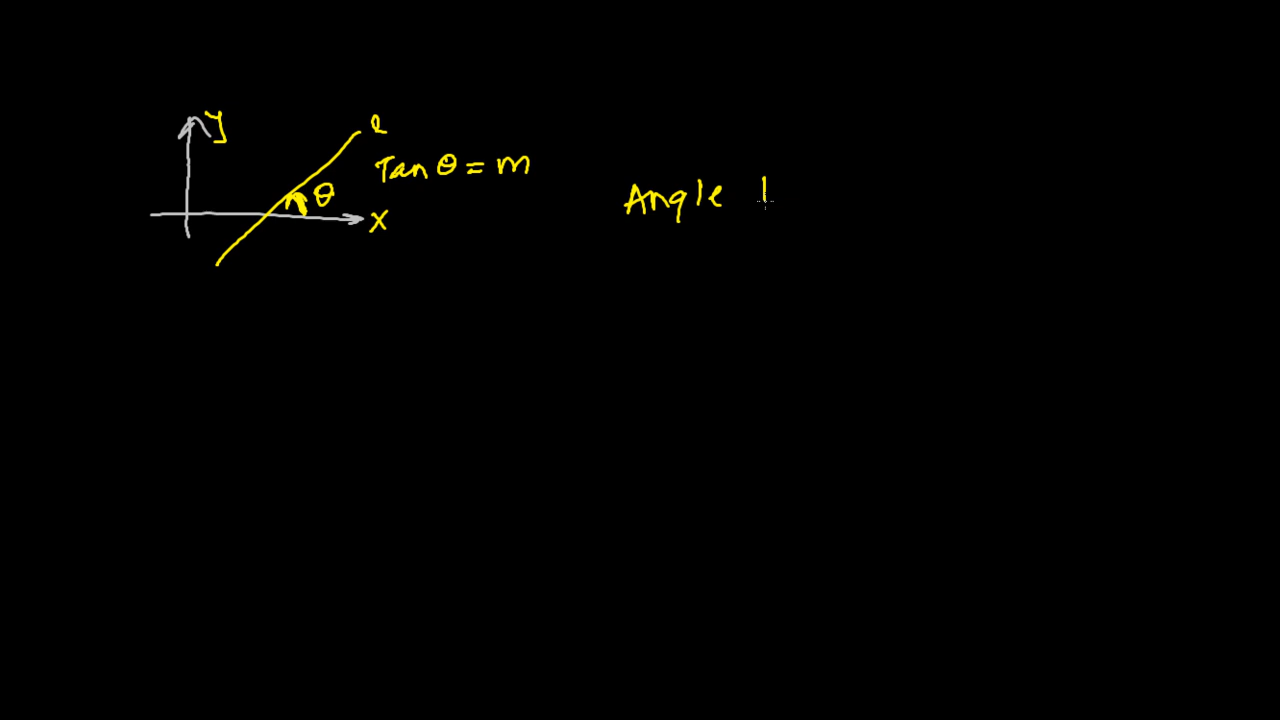 y
l
Tan θ = m
θ
Angle
x